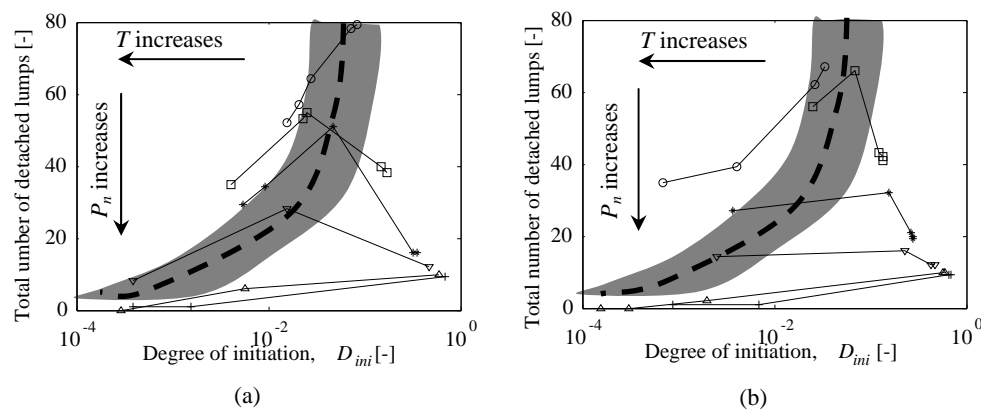 Total umber of detached lumps [-]
80
60
40
20
0
T increases
P_n increases
10^-4
10^-2
10^0
Degree of initiation, D_ini [-]
(a)
Total number of detached lumps [-]
80
60
40
20
0
T increases
P_n increases
10^-4
10^-2
10^0
Degree of initiation, D_ini [-]
(b)